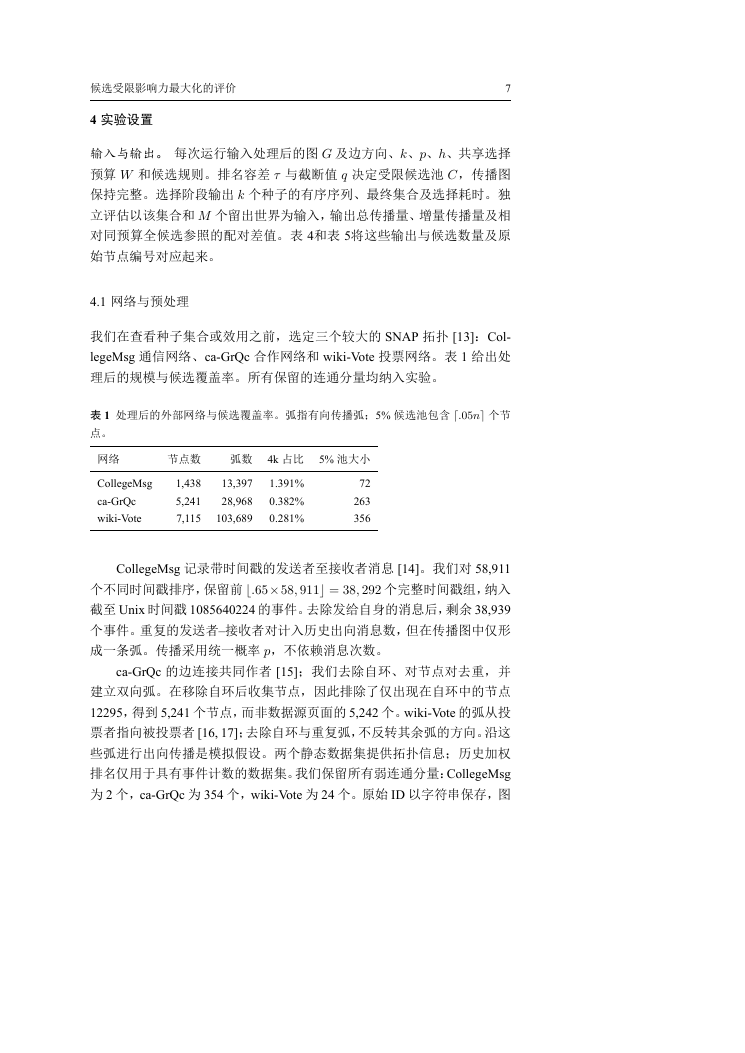 候选受限影响力最大化的评价 7
4 实验设置
输入与输出。 每次运行输入处理后的图 G 及边方向、k、p、h、共享选择
预算 W 和候选规则。排名容差 τ 与截断值 q 决定受限候选池 C，传播图
保持完整。选择阶段输出 k 个种子的有序序列、最终集合及选择耗时。独
立评估以该集合和 M 个留出世界为输入，输出总传播量、增量传播量及相
对同预算全候选参照的配对差值。表 4和表 5将这些输出与候选数量及原
始节点编号对应起来。
4.1 网络与预处理
我们在查看种子集合或效用之前，选定三个较大的 SNAP 拓扑 [13]：Col-
legeMsg 通信网络、ca-GrQc 合作网络和 wiki-Vote 投票网络。表 1 给出处
理后的规模与候选覆盖率。所有保留的连通分量均纳入实验。
表 1 处理后的外部网络与候选覆盖率。弧指有向传播弧；5% 候选池包含 ⌈.05n⌉ 个节
点。
网络 节点数 弧数 4k 占比 5% 池大小
CollegeMsg 1,438 13,397 1.391% 72
ca-GrQc 5,241 28,968 0.382% 263
wiki-Vote 7,115 103,689 0.281% 356
CollegeMsg 记录带时间戳的发送者至接收者消息 [14]。我们对 58,911
个不同时间戳排序，保留前 ⌊.65×58, 911⌋ = 38, 292 个完整时间戳组，纳入
截至 Unix 时间戳 1085640224 的事件。去除发给自身的消息后，剩余 38,939
个事件。重复的发送者–接收者对计入历史出向消息数，但在传播图中仅形
成一条弧。传播采用统一概率 p，不依赖消息次数。
ca-GrQc 的边连接共同作者 [15]；我们去除自环、对节点对去重，并
建立双向弧。在移除自环后收集节点，因此排除了仅出现在自环中的节点
12295，得到 5,241 个节点，而非数据源页面的 5,242 个。wiki-Vote 的弧从投
票者指向被投票者 [16, 17]；去除自环与重复弧，不反转其余弧的方向。沿这
些弧进行出向传播是模拟假设。两个静态数据集提供拓扑信息；历史加权
排名仅用于具有事件计数的数据集。我们保留所有弱连通分量：CollegeMsg
为 2 个，ca-GrQc 为 354 个，wiki-Vote 为 24 个。原始 ID 以字符串保存，图